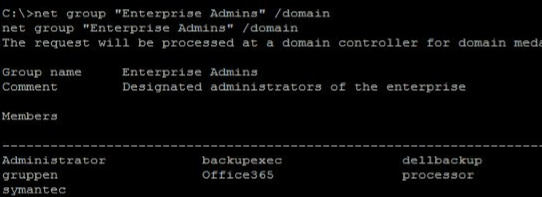 C:\>net group "Enterprise Admins" /domain
net group "Enterprise Admins" /domain
The request will be processed at a domain controller for domain
Group name     Enterprise Admins
Comment        Designated administrators of the enterprise
Members
-------------------------------------------------------------------------------
Administrator            backupexec               dellbackup
gruppen                  Office365                processor
symantec